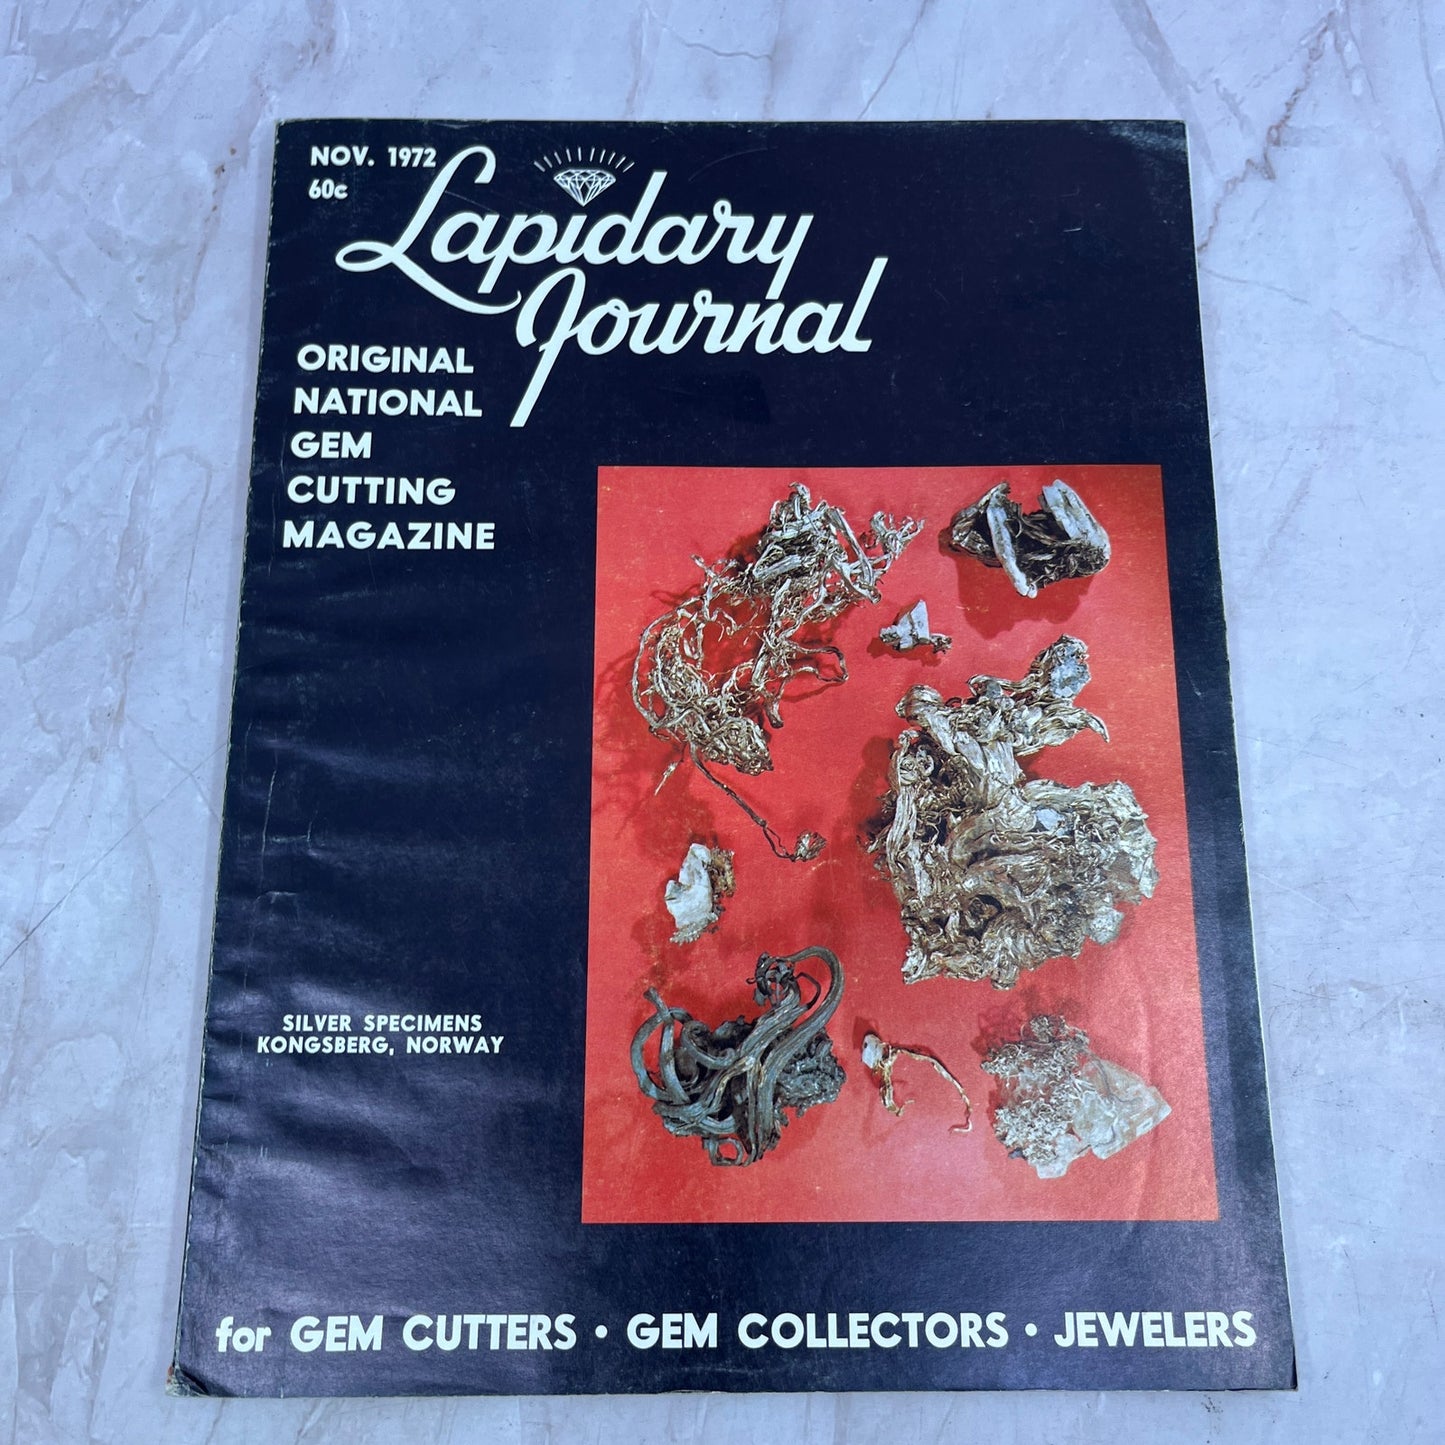 NOV. 1972
60c
Lapidary
Journal
ORIGINAL
NATIONAL
GEM
CUTTING
MAGAZINE
SILVER SPECIMENS
KONGSBERG, NORWAY
for GEM CUTTERS • GEM COLLECTORS • JEWELERS